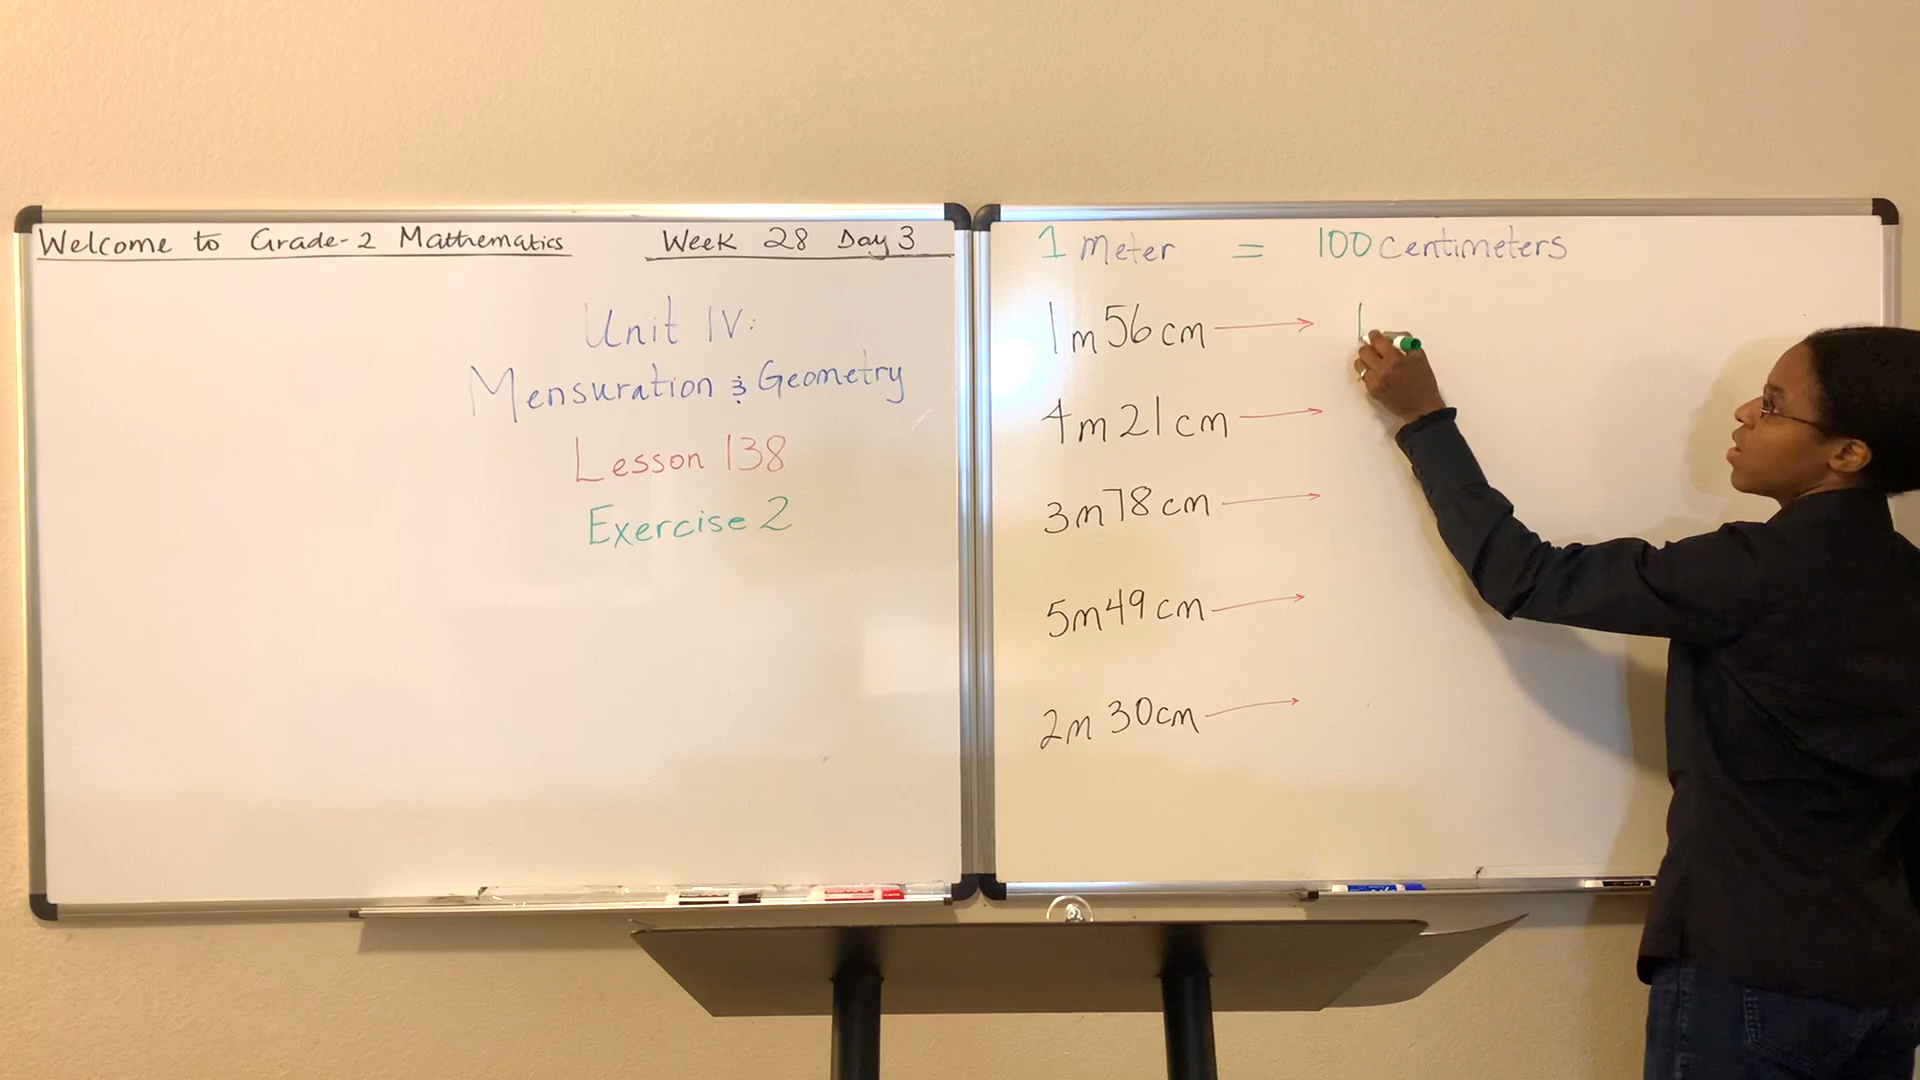 Welcome to Grade-2 Mathematics Week 28 Day 3
Unit IV:
Mensuration & Geometry
Lesson 138
Exercise 2
1 Meter = 100 Centimeters
1m 56cm → 1
4m 21cm →
3m 78cm →
5m 49cm →
2m 30cm →